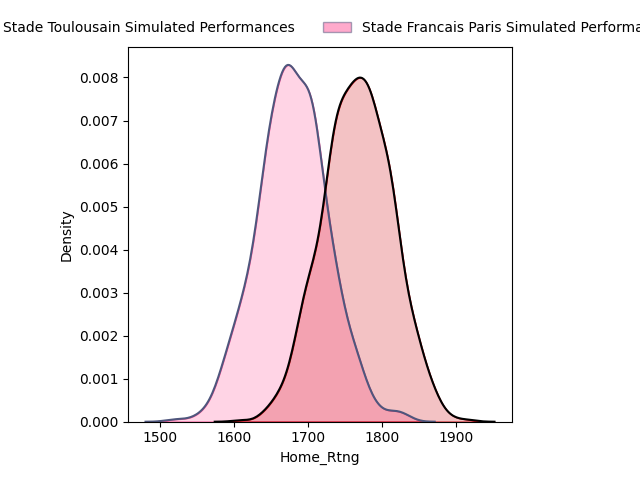 Stade Toulousain Simulated Performances Stade Francais Paris Simulated Performa
0.008
0.007
0.006
0.005
0.004
0.003
0.002
0.001
0.000
Density
1500 1600 1700 1800 1900
Home_Rtng